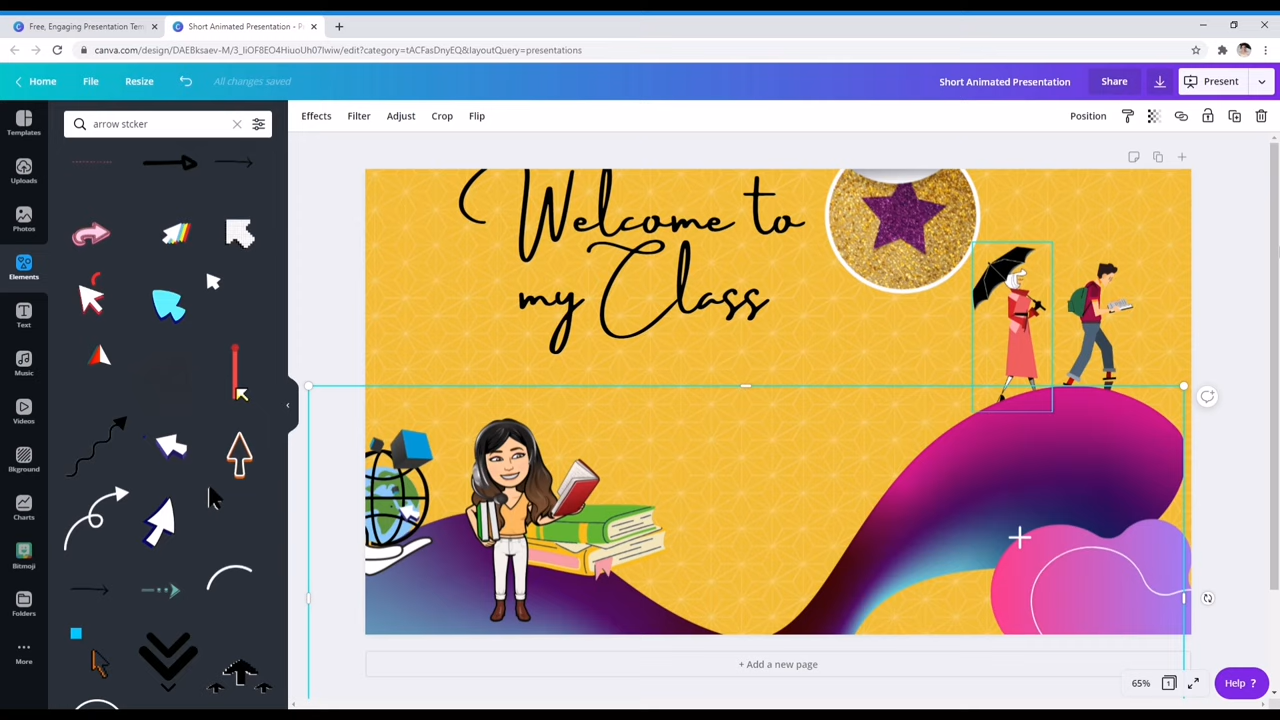 Free, Engaging Presentation Tem
Short Animated Presentation - P
canva.com/design/DAEBksaev-M/3_IiOF8EO4HiuoUh07Iwiw/edit?category=tACFasDnyEQ&layoutQuery=presentations
Home
File
Resize
All changes saved
Short Animated Presentation
Share
Present
Templates
Uploads
Photos
Elements
Text
Music
Videos
Bkground
Charts
Bitmoji
Folders
More
arrow stcker
Effects
Filter
Adjust
Crop
Flip
Position
Welcome to
my Class
+ Add a new page
65%
1
Help ?